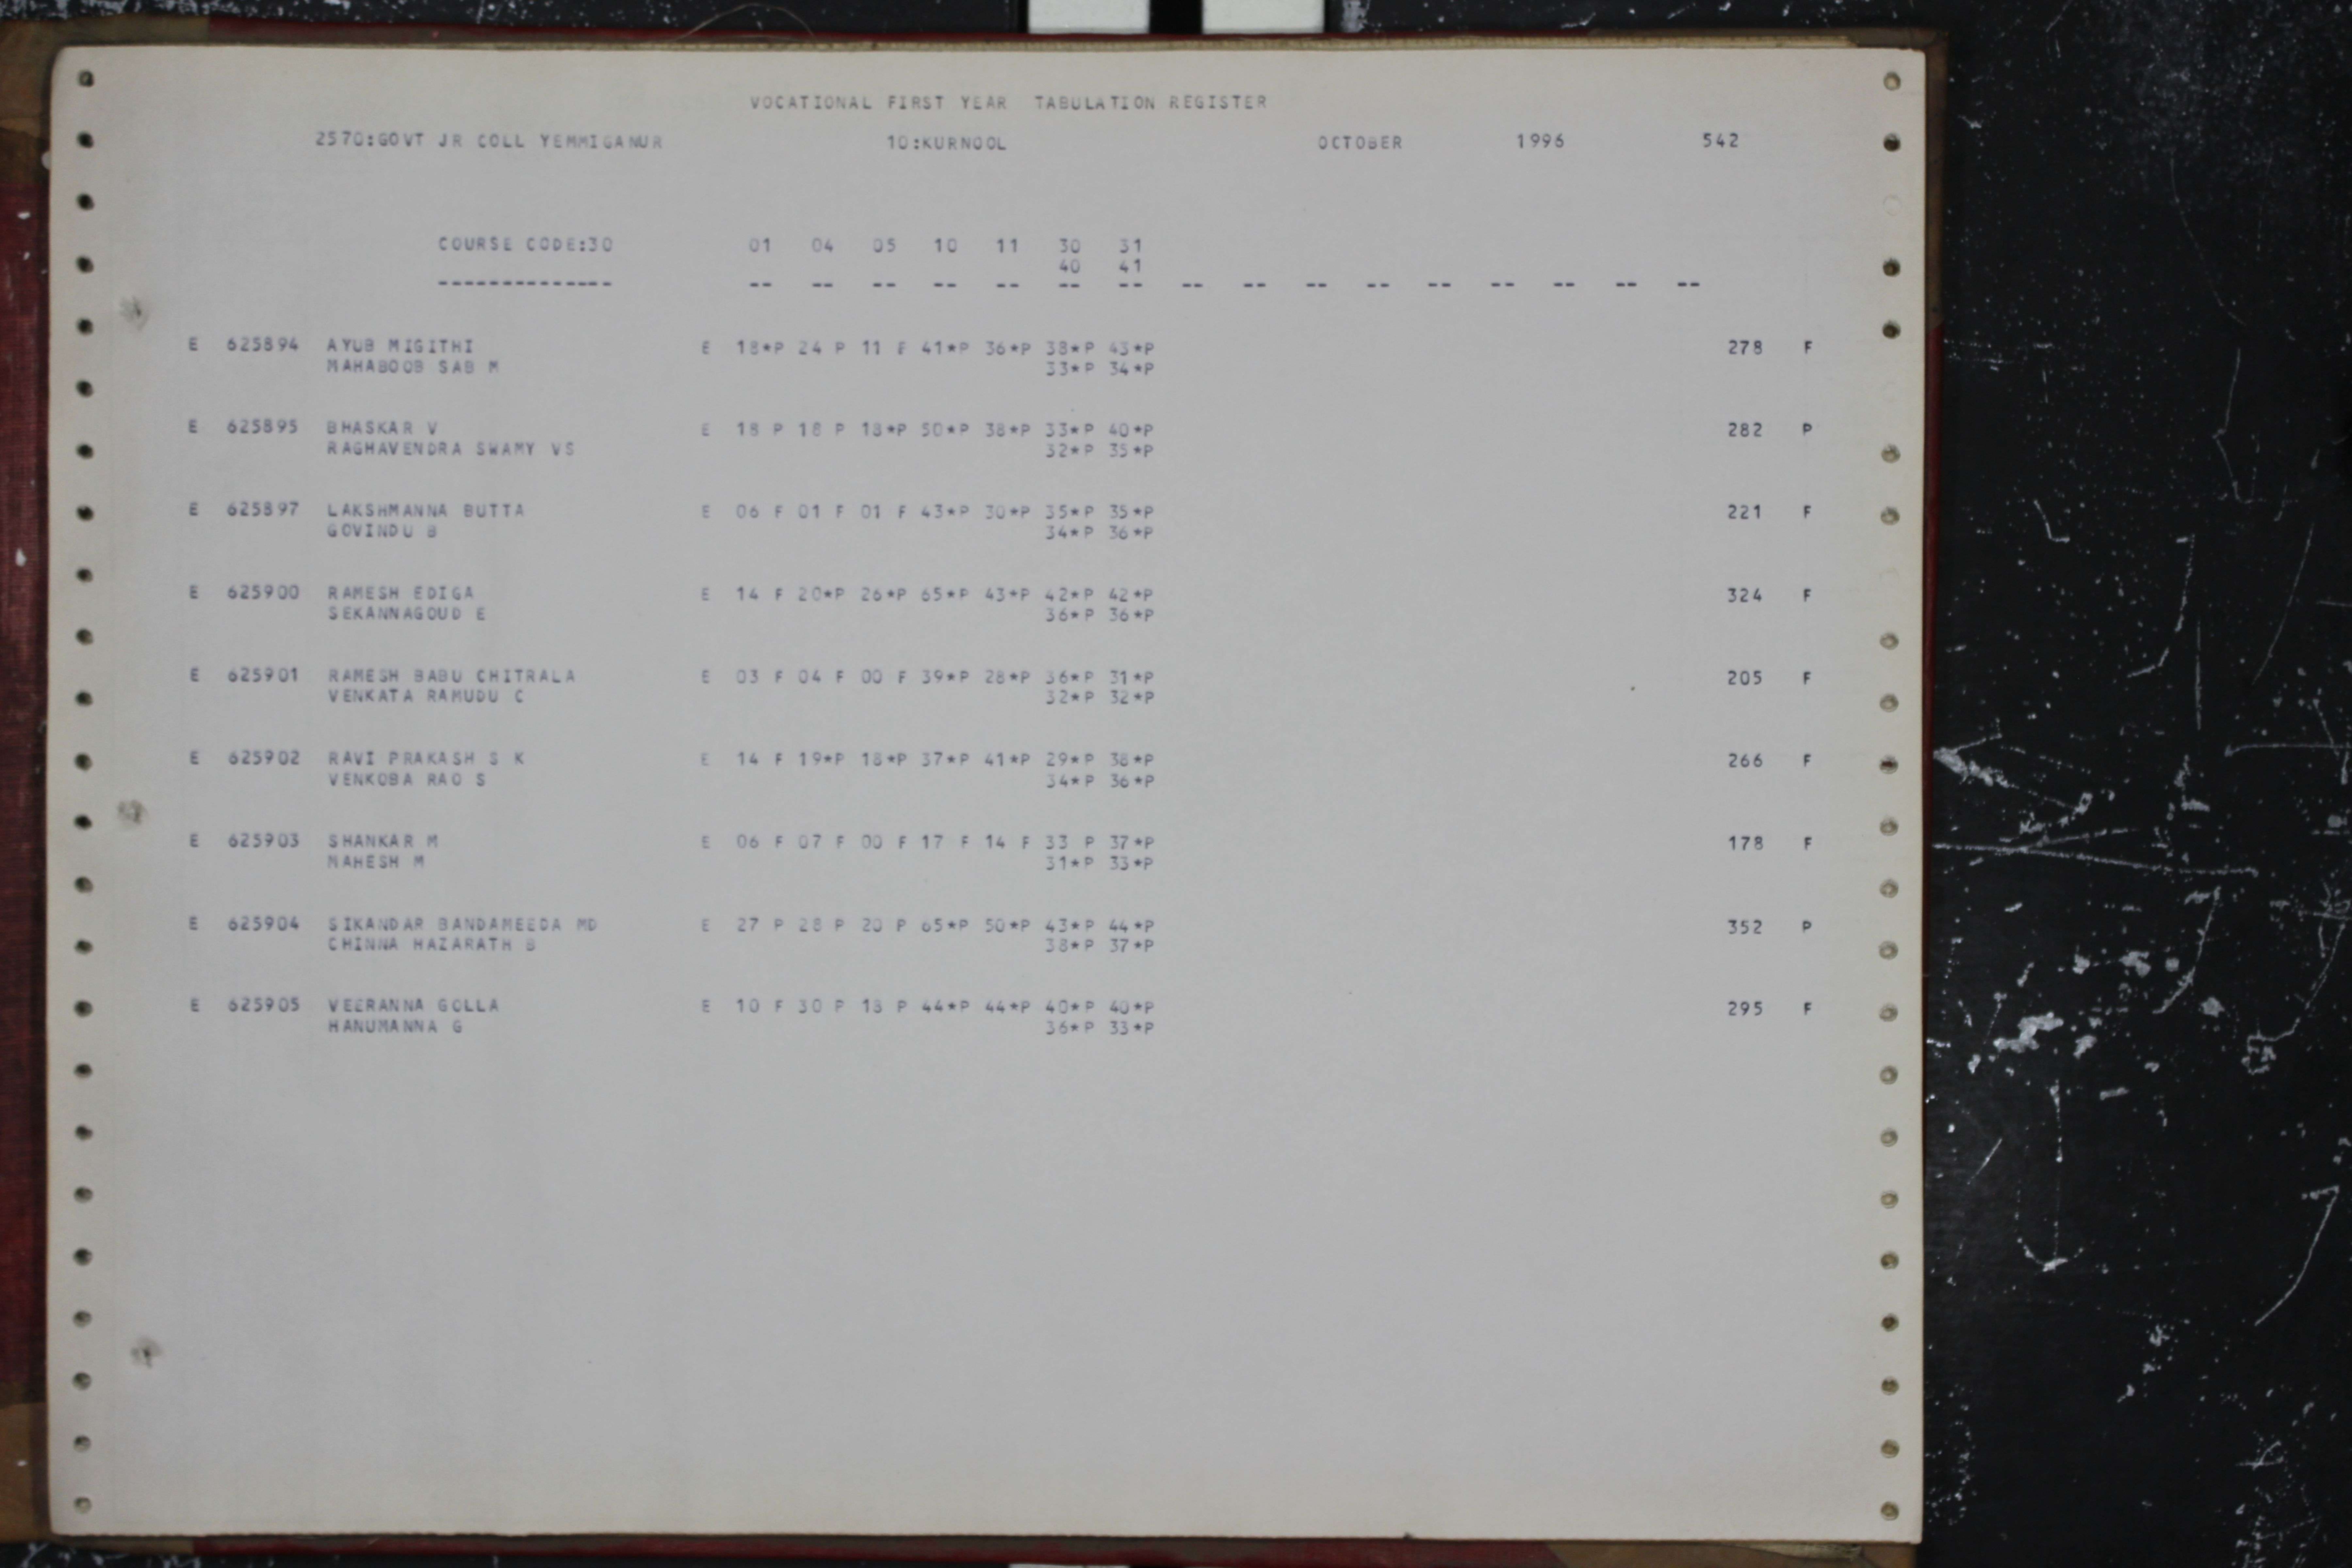 VOCATIONAL FIRST YEAR TABULATION REGISTER
2570:GOVT JR COLL YEMMIGANUR 10:KURNOOL OCTOBER 1996 542
COURSE CODE:30 01 04 05 10 11 30 31
40 41
-------------- -- -- -- -- -- -- -- -- -- -- -- -- -- -- -- --
E 625894 AYUB MIGITHI E 18*P 24 P 11 F 41*P 36*P 38*P 43*P 278 F
MAHABOOB SAB M 33*P 34*P
E 625895 BHASKAR V E 18 P 18 P 18*P 50*P 38*P 33*P 40*P 282 P
RAGHAVENDRA SWAMY VS 32*P 35*P
E 625897 LAKSHMANNA BUTTA E 06 F 01 F 01 F 43*P 30*P 35*P 35*P 221 F
GOVINDU B 34*P 36*P
E 625900 RAMESH EDIGA E 14 F 20*P 26*P 65*P 43*P 42*P 42*P 324 F
SEKANNAGOUD E 36*P 36*P
E 625901 RAMESH BABU CHITRALA E 03 F 04 F 00 F 39*P 28*P 36*P 31*P 205 F
VENKATA RAMUDU C 32*P 32*P
E 625902 RAVI PRAKASH S K E 14 F 19*P 18*P 37*P 41*P 29*P 38*P 266 F
VENKOBA RAO S 34*P 36*P
E 625903 SHANKAR M E 06 F 07 F 00 F 17 F 14 F 33 P 37*P 178 F
MAHESH M 31*P 33*P
E 625904 SIKANDAR BANDAMEEDA MD E 27 P 28 P 20 P 65*P 50*P 43*P 44*P 352 P
CHINNA HAZARATH B 38*P 37*P
E 625905 VEERANNA GOLLA E 10 F 30 P 18 P 44*P 44*P 40*P 40*P 295 F
HANUMANNA G 36*P 33*P